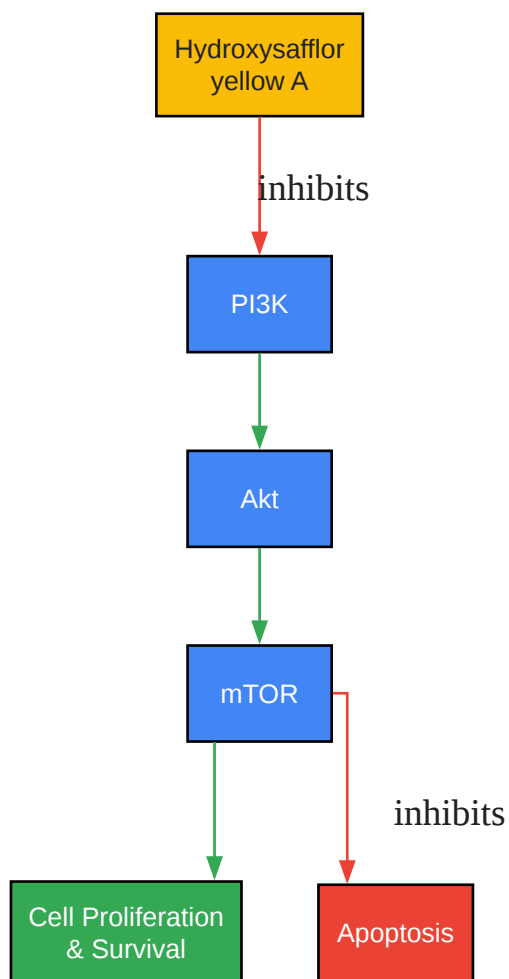 Hydroxysafflor
yellow A
inhibits
PI3K
Akt
mTOR
inhibits
Cell Proliferation
& Survival
Apoptosis